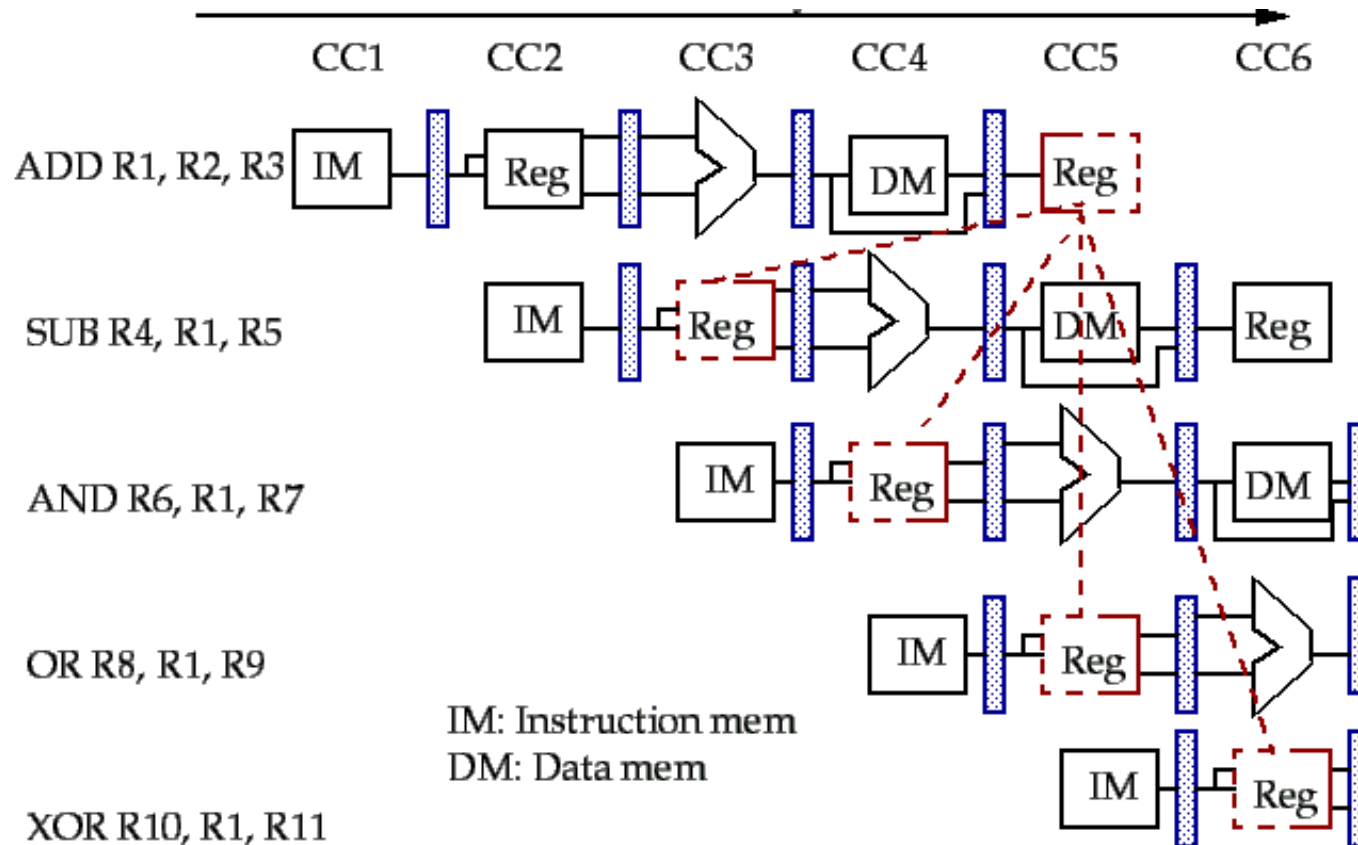 CC1 CC2 CC3 CC4 CC5 CC6
ADD R1, R2, R3 IM Reg DM Reg
SUB R4, R1, R5 IM Reg DM Reg
AND R6, R1, R7 IM Reg DM
OR R8, R1, R9 IM Reg
IM: Instruction mem
DM: Data mem
IM Reg
XOR R10, R1, R11